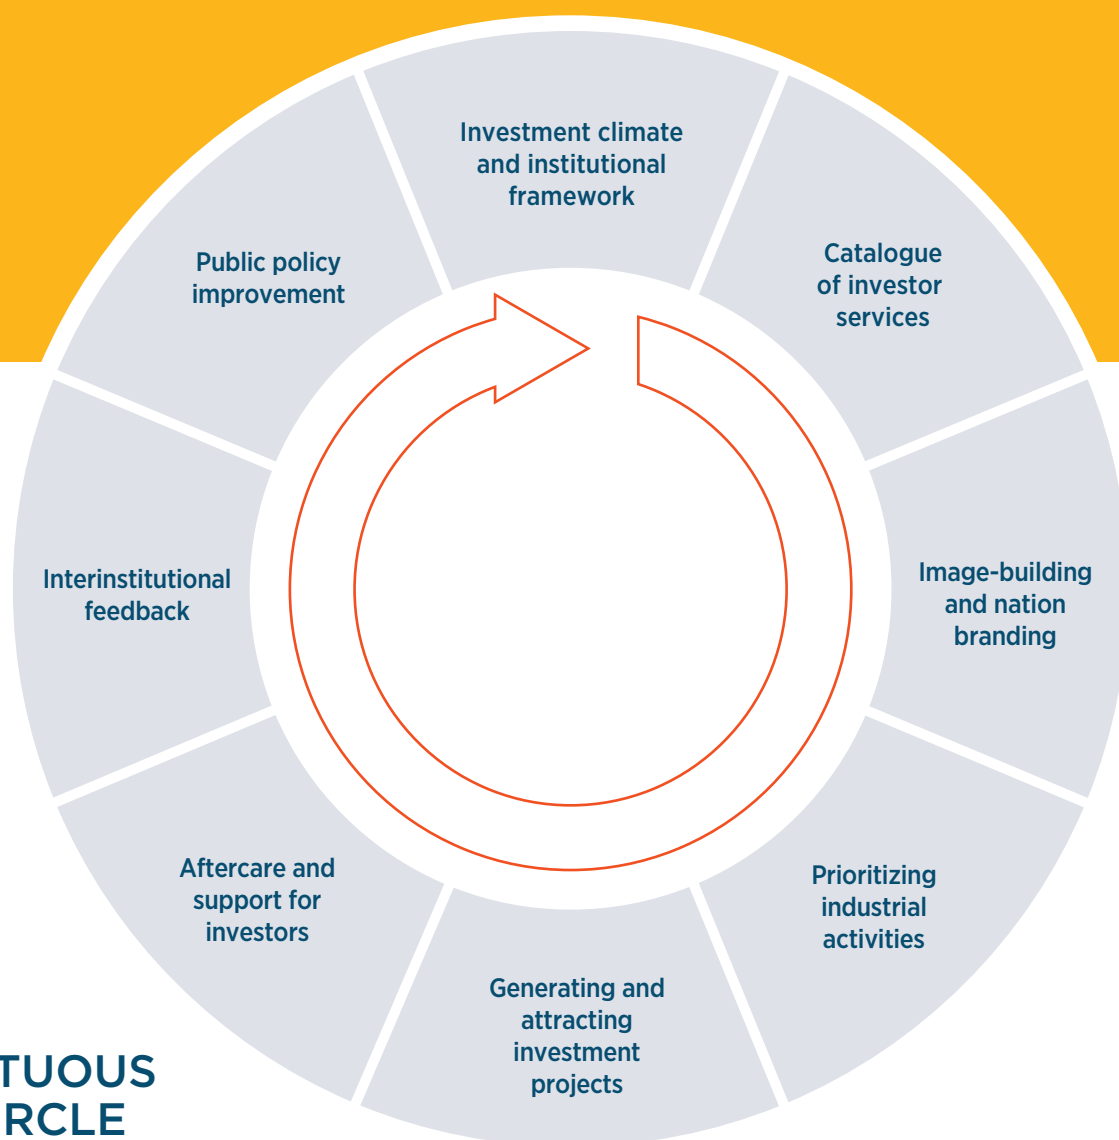 Investment climate
and institutional
framework
Catalogue
of investor
services
Image-building
and nation
branding
Prioritizing
industrial
activities
Generating and
attracting
investment
projects
Aftercare and
support for
investors
Interinstitutional
feedback
Public policy
improvement
TUOUS
RCLE